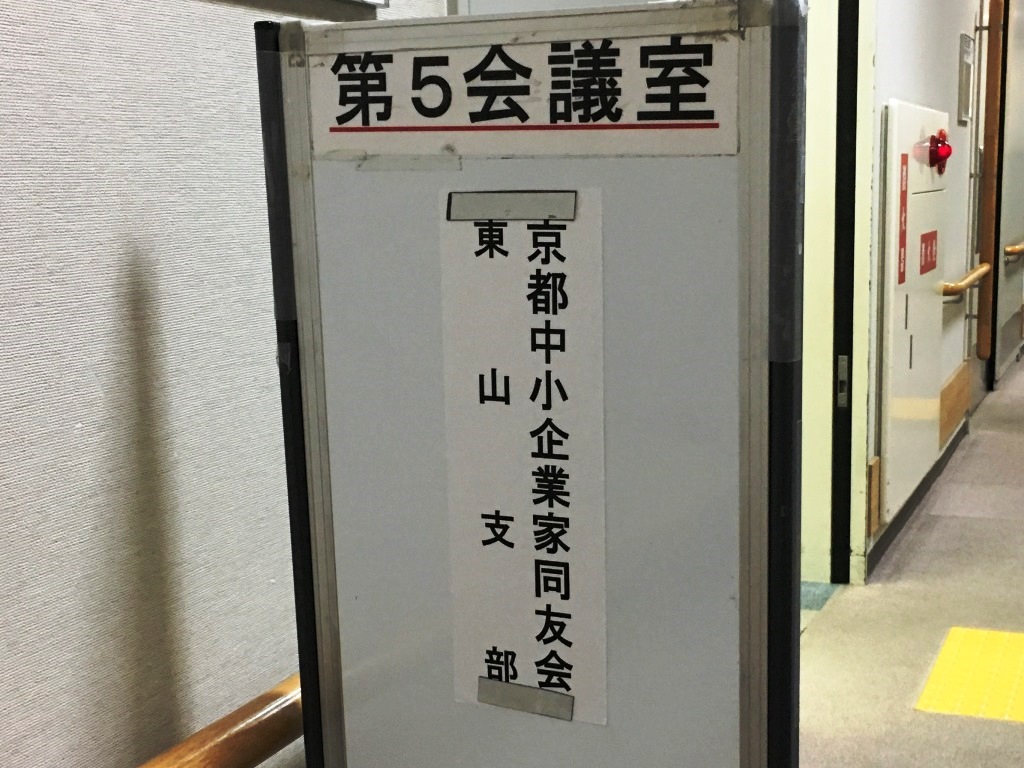 第5会議室
京都中小企業家同友会
東山支部